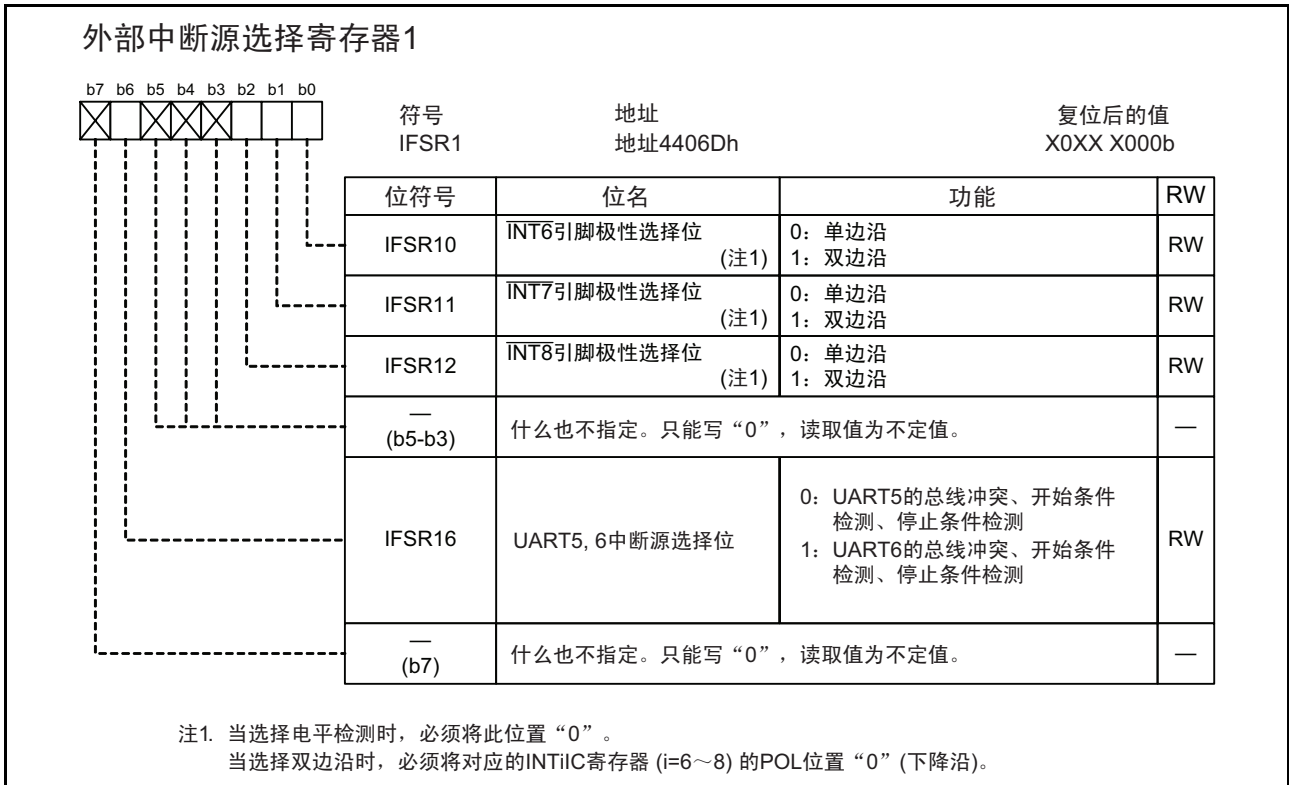 外部中断源选择寄存器1
b7 b6 b5 b4 b3 b2 b1 b0
符号 地址 复位后的值
IFSR1 地址4406Dh X0XX X000b
位符号 位名 功能 RW
IFSR10 INT6引脚极性选择位 (注1) 0：单边沿 RW
1：双边沿
IFSR11 INT7引脚极性选择位 (注1) 0：单边沿 RW
1：双边沿
IFSR12 INT8引脚极性选择位 (注1) 0：单边沿 RW
1：双边沿
— (b5-b3) 什么也不指定。只能写“0”，读取值为不定值。 —
IFSR16 UART5, 6中断源选择位 RW
0：UART5的总线冲突、开始条件
检测、停止条件检测
1：UART6的总线冲突、开始条件
检测、停止条件检测
— (b7) 什么也不指定。只能写“0”，读取值为不定值。 —
注1. 当选择电平检测时，必须将此位置“0”。
当选择双边沿时，必须将对应的INTiIC寄存器 (i=6～8) 的POL位置“0”(下降沿)。